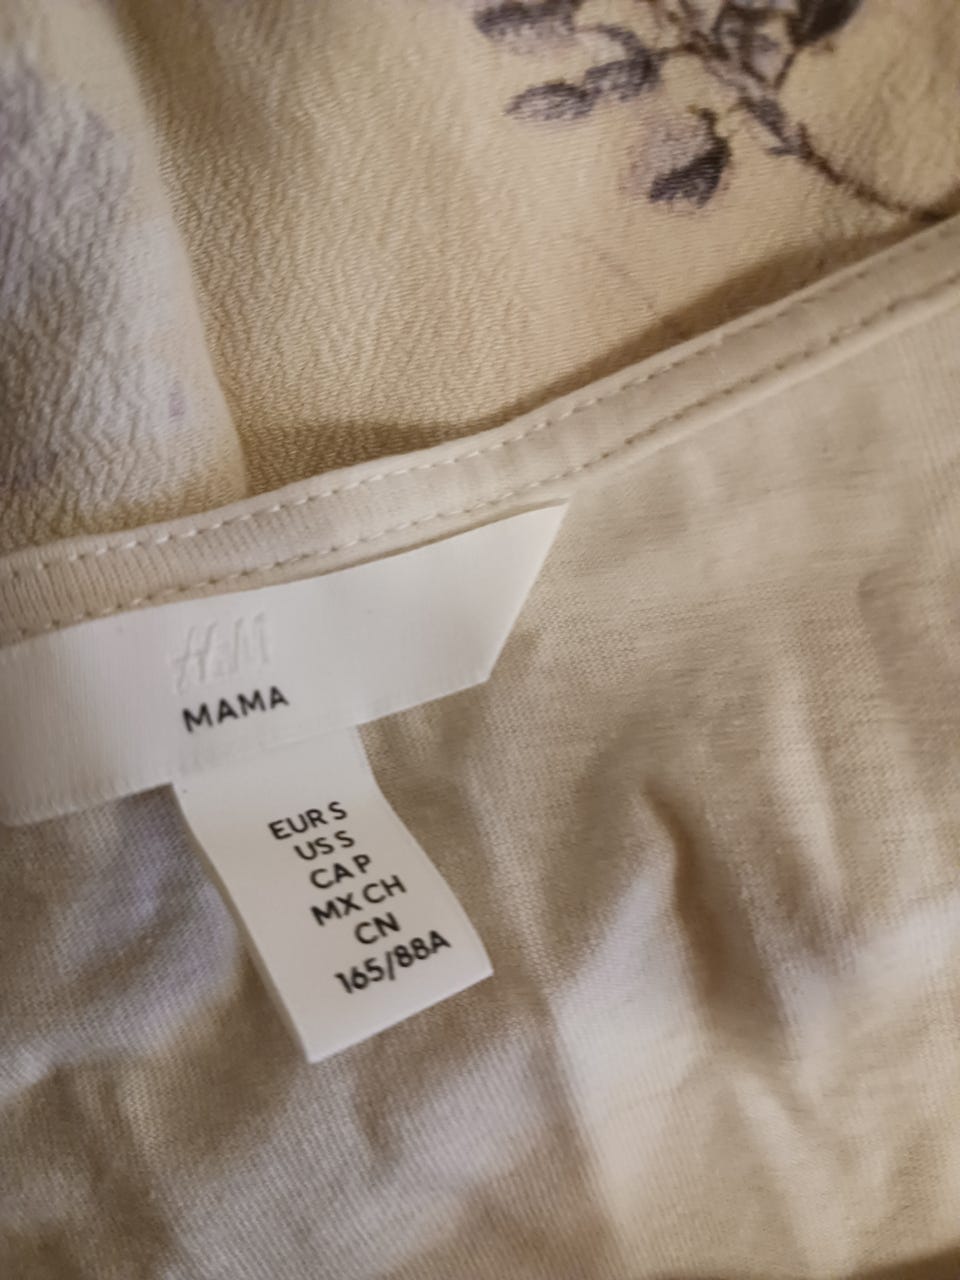 H&M
MAMA
EUR S
US S
CA P
MX CH
CN
165/88A